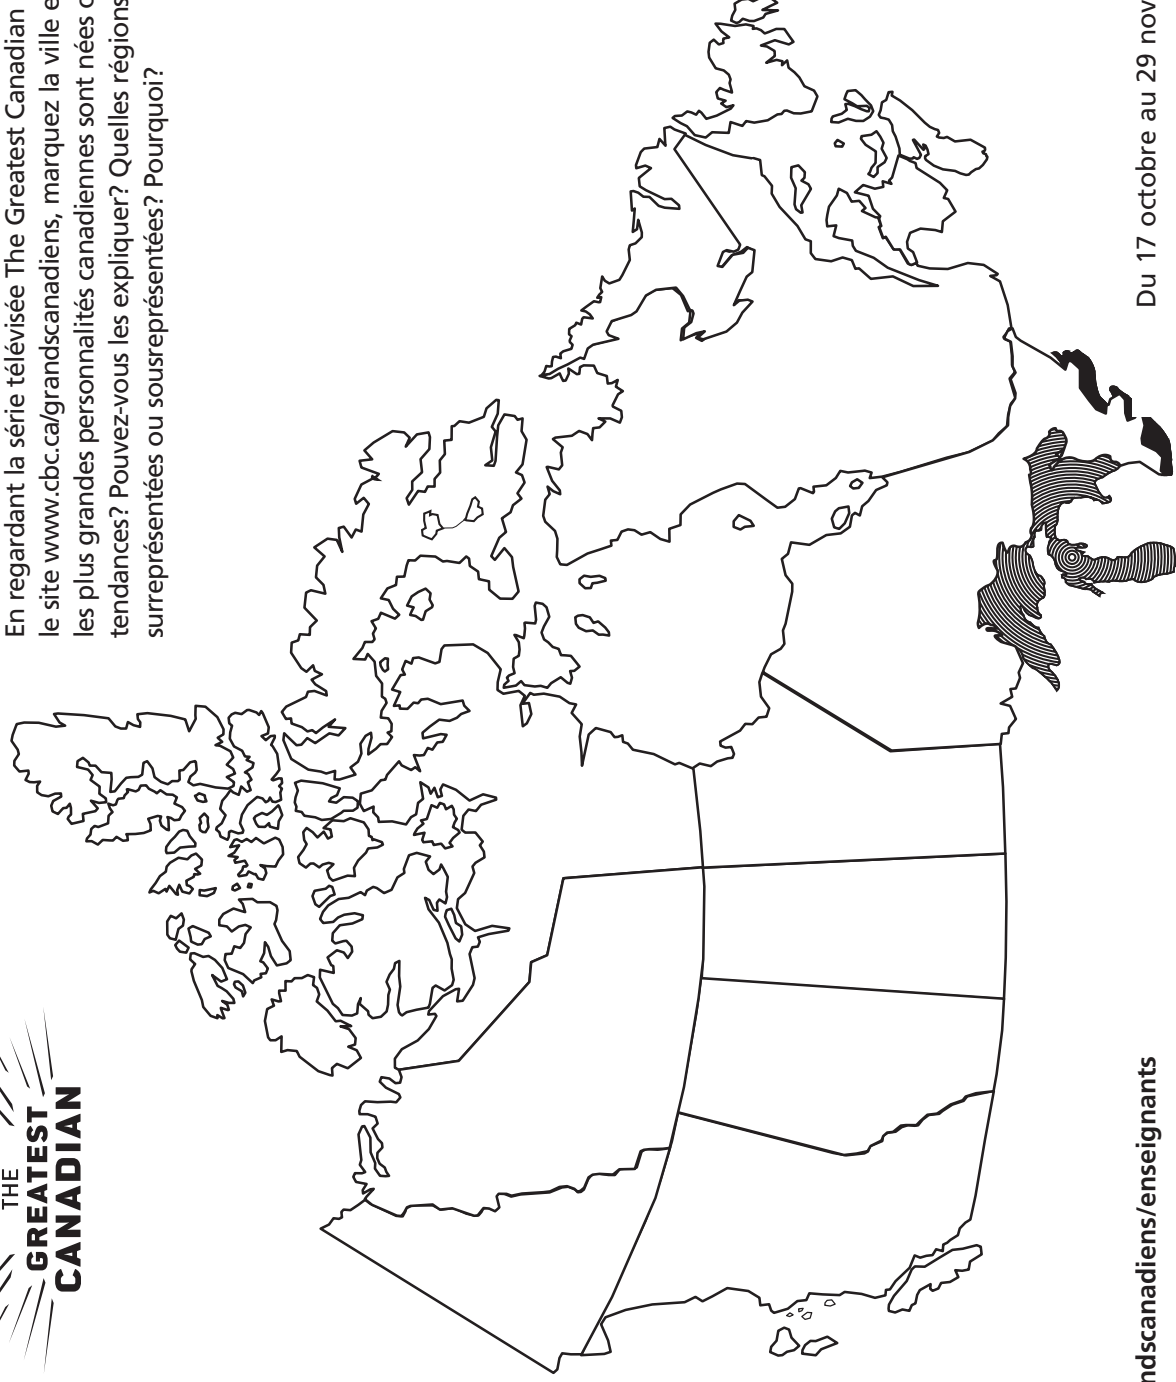 THE
GREATEST
CANADIAN
En regardant la série télévisée The Greatest Canadian
le site www.cbc.ca/grandscanadiens, marquez la ville e
les plus grandes personnalités canadiennes sont nées o
tendances? Pouvez-vous les expliquer? Quelles régions
surreprésentées ou sousreprésentées? Pourquoi?
ndscanadiens/enseignants
Du 17 octobre au 29 nov